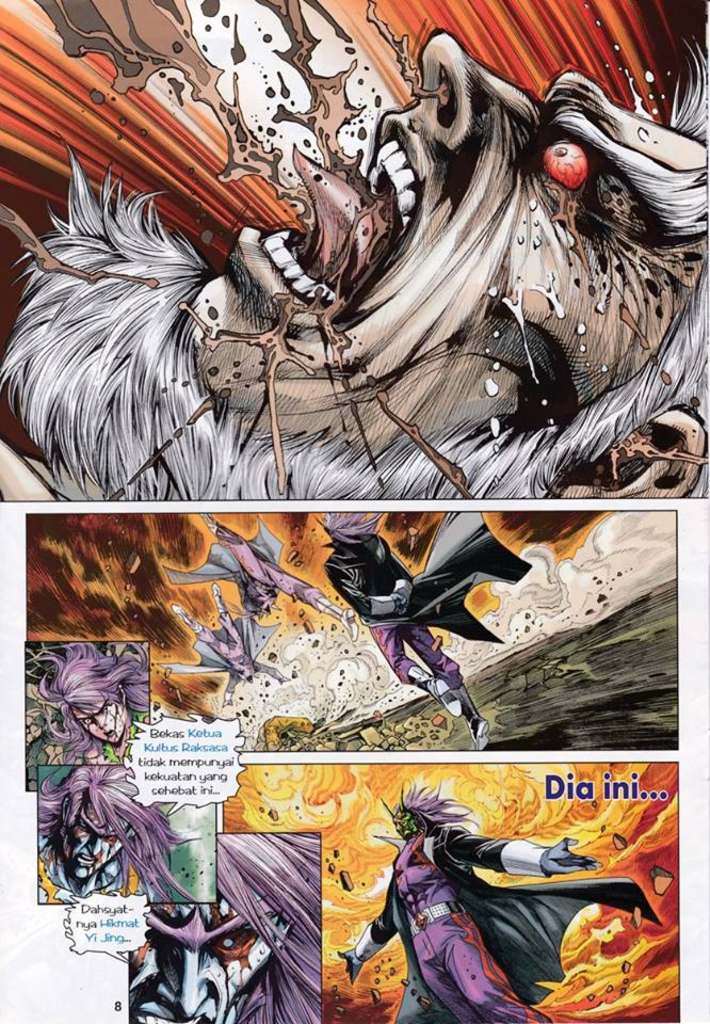 Bekas Ketua
Kultus Raksasa
tidak mempunyai
kekuatan yang
sehebat ini...
Dia ini...
Dahsyat-
nya Hikmat
Yi Jing...
8